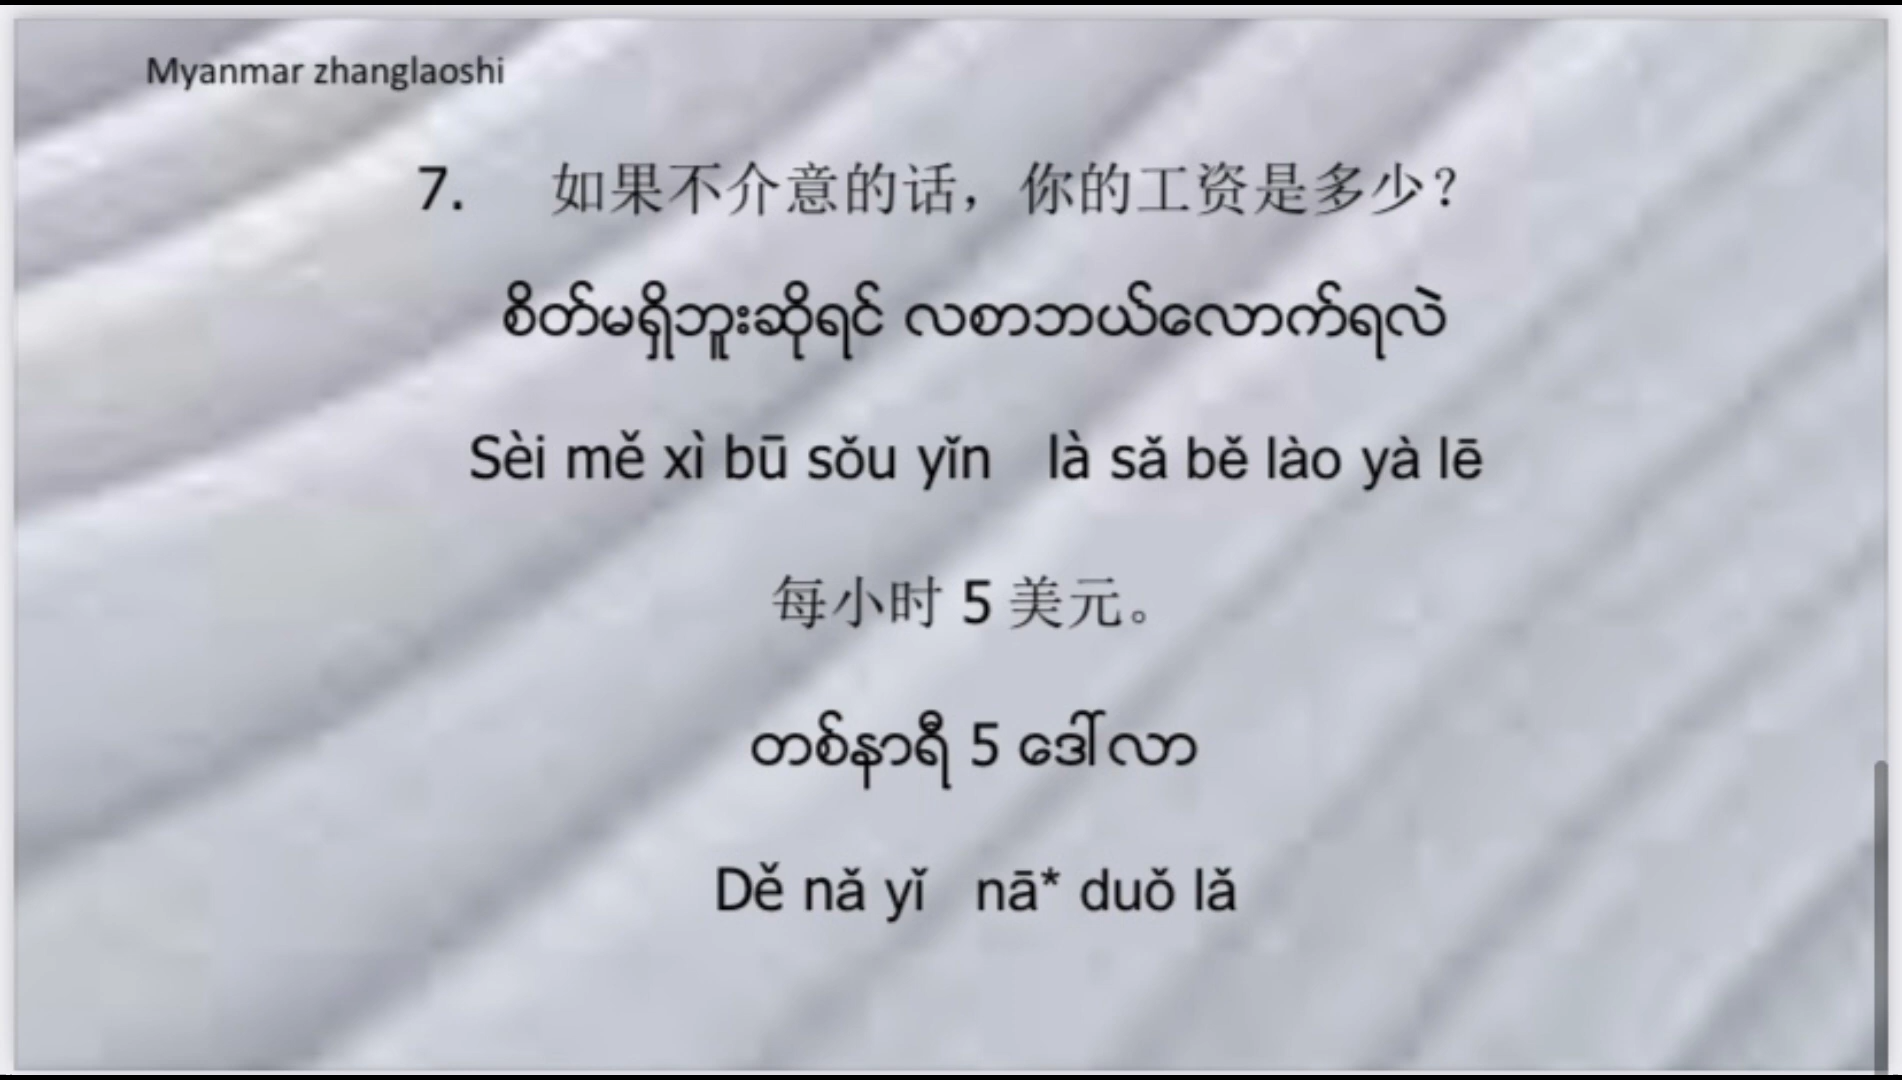 Myanmar zhanglaoshi
7. 如果不介意的话，你的工资是多少？
စိတ်မရှိဘူးဆိုရင် လစာဘယ်လောက်ရလဲ
Sèi mě xì bū sǒu yǐn là sǎ bě lào yà lē
每小时 5 美元。
တစ်နာရီ 5 ဒေါ်လာ
Dě nǎ yǐ nā* duǒ lǎ